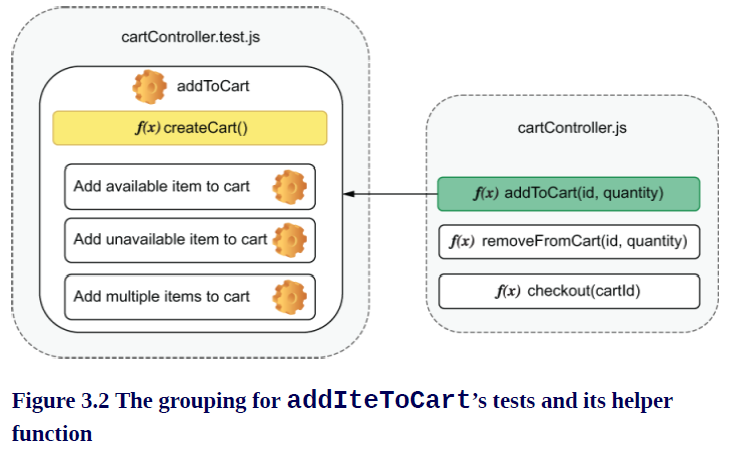 cartController.test.js
addToCart
f(x) createCart()
Add available item to cart
Add unavailable item to cart
Add multiple items to cart
cartController.js
f(x) addToCart(id, quantity)
f(x) removeFromCart(id, quantity)
f(x) checkout(cartId)
Figure 3.2 The grouping for addIteToCart’s tests and its helper
function